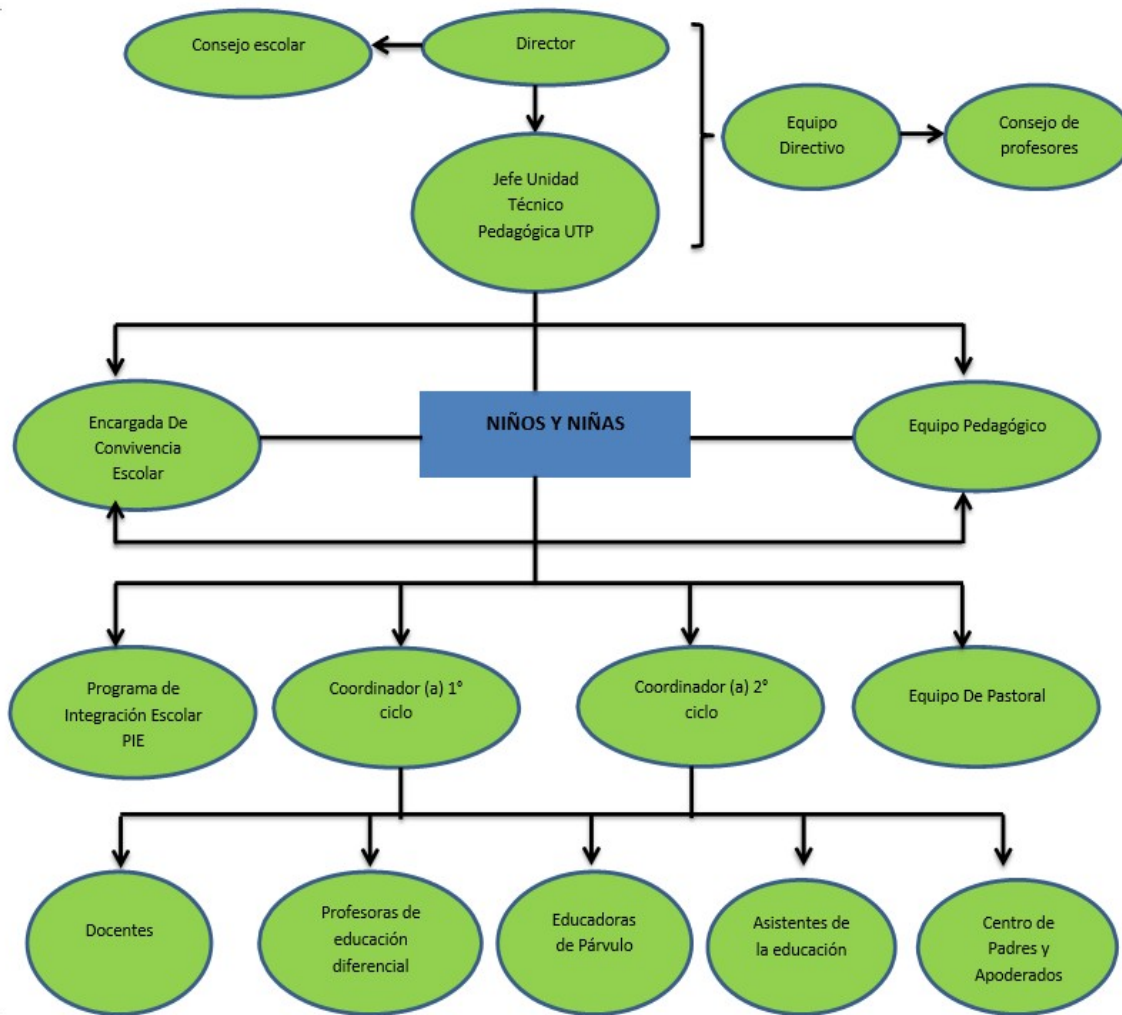 Consejo escolar
Director
Equipo
Directivo
Consejo de
profesores
Jefe Unidad
Técnico
Pedagógica UTP
Encargada De
Convivencia
Escolar
NIÑOS Y NIÑAS
Equipo Pedagógico
Programa de
Integración Escolar
PIE
Coordinador (a) 1°
ciclo
Coordinador (a) 2°
ciclo
Equipo De Pastoral
Docentes
Profesoras de
educación
diferencial
Educadoras
de Párvulo
Asistentes de
la educación
Centro de
Padres y
Apoderados